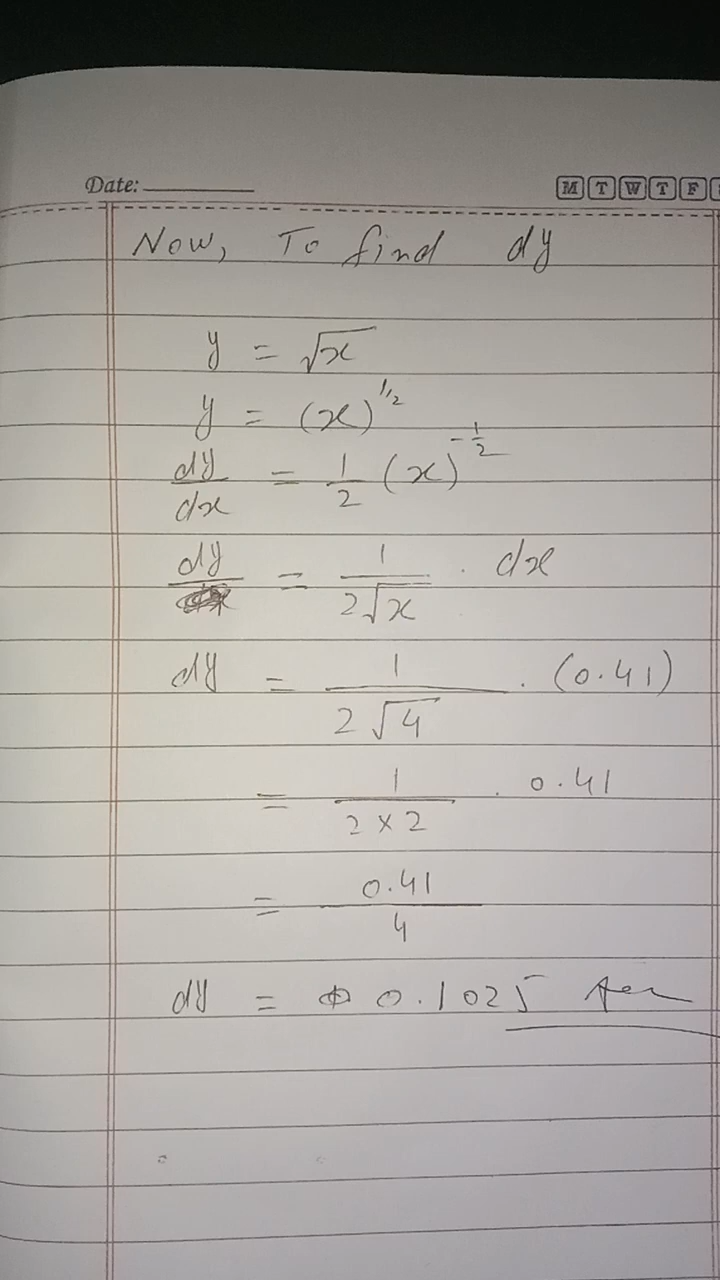 Date:
M T W T F
Now, To find dy
y = √x
y = (x)^1/2
dy/dx = 1/2 (x)^-1/2
dy = 1/2√x . dx
dy = 1/2√4 . (0.41)
= 1/2×2 . 0.41
= 0.41/4
dy = 0.1025